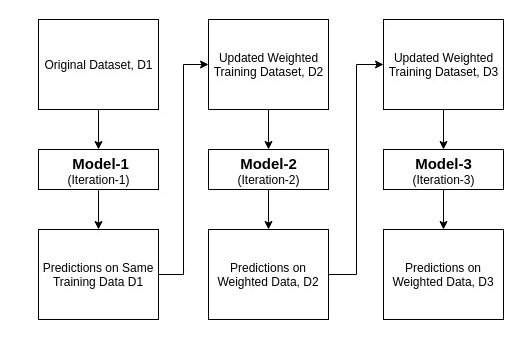 Original Dataset, D1
Model-1
(Iteration-1)
Predictions on Same
Training Data D1
Updated Weighted
Training Dataset, D2
Model-2
(Iteration-2)
Predictions on
Weighted Data, D2
Updated Weighted
Training Dataset, D3
Model-3
(Iteration-3)
Predictions on
Weighted Data, D3